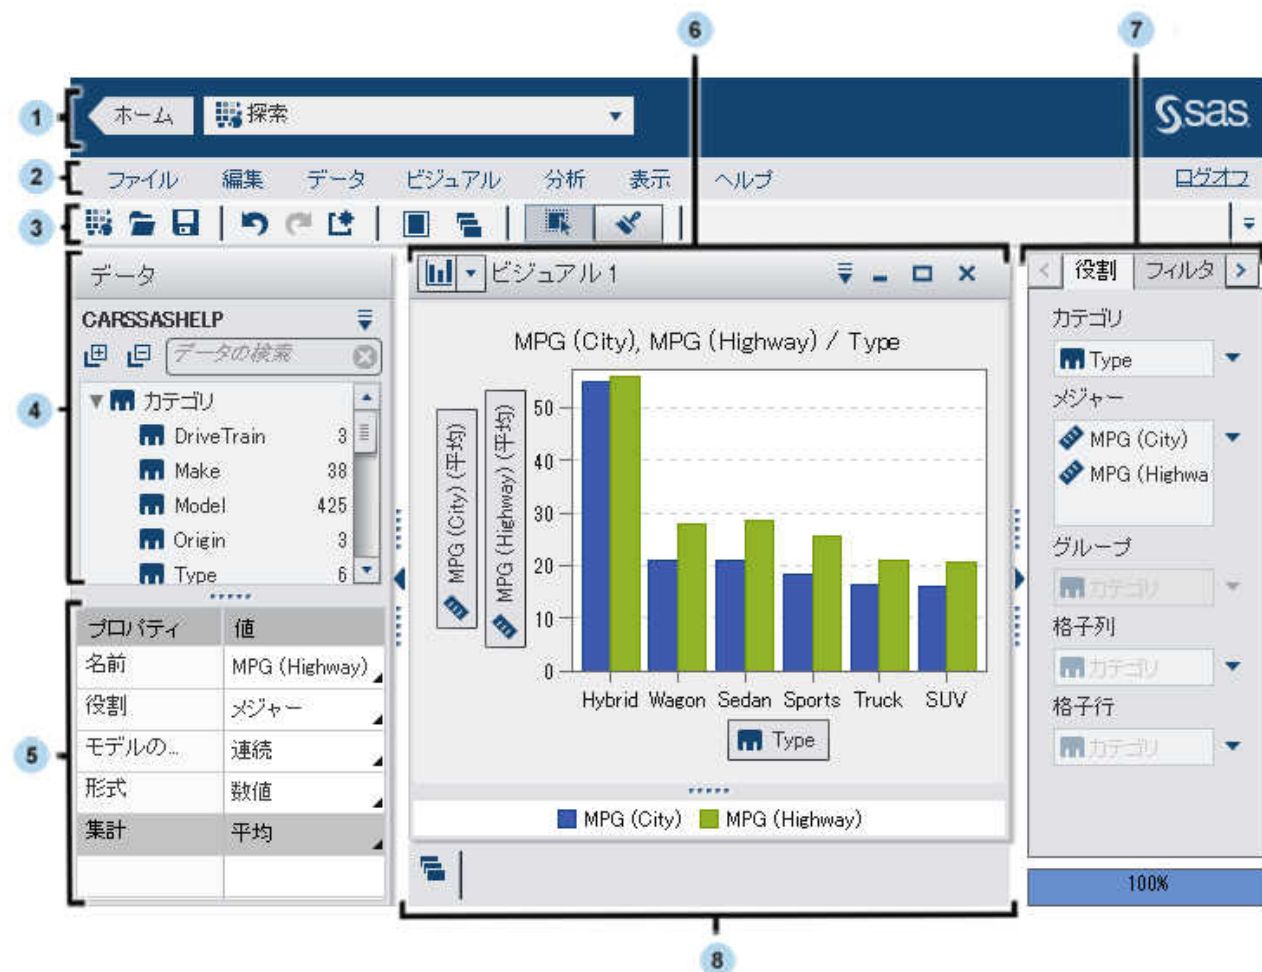 6
7
1
ホーム
探索
sas
2
ファイル 編集 データ ビジュアル 分析 表示 ヘルプ
ログオフ
3
データ
ビジュアル 1
役割 フィルタ
CARSSASHELP
データの検索
4
カテゴリ
DriveTrain 3
Make 38
Model 425
Origin 3
Type 6
5
プロパティ 値
名前 MPG (Highway)
役割 メジャー
モデルの... 連続
形式 数値
集計 平均
MPG (City), MPG (Highway) / Type
MPG (City) (平均)
MPG (Highway) (平均)
50
40
30
20
10
0
Hybrid Wagon Sedan Sports Truck SUV
Type
MPG (City) MPG (Highway)
カテゴリ
Type
メジャー
MPG (City)
MPG (Highwa
グループ
カテゴリ
格子列
カテゴリ
格子行
カテゴリ
100%
8